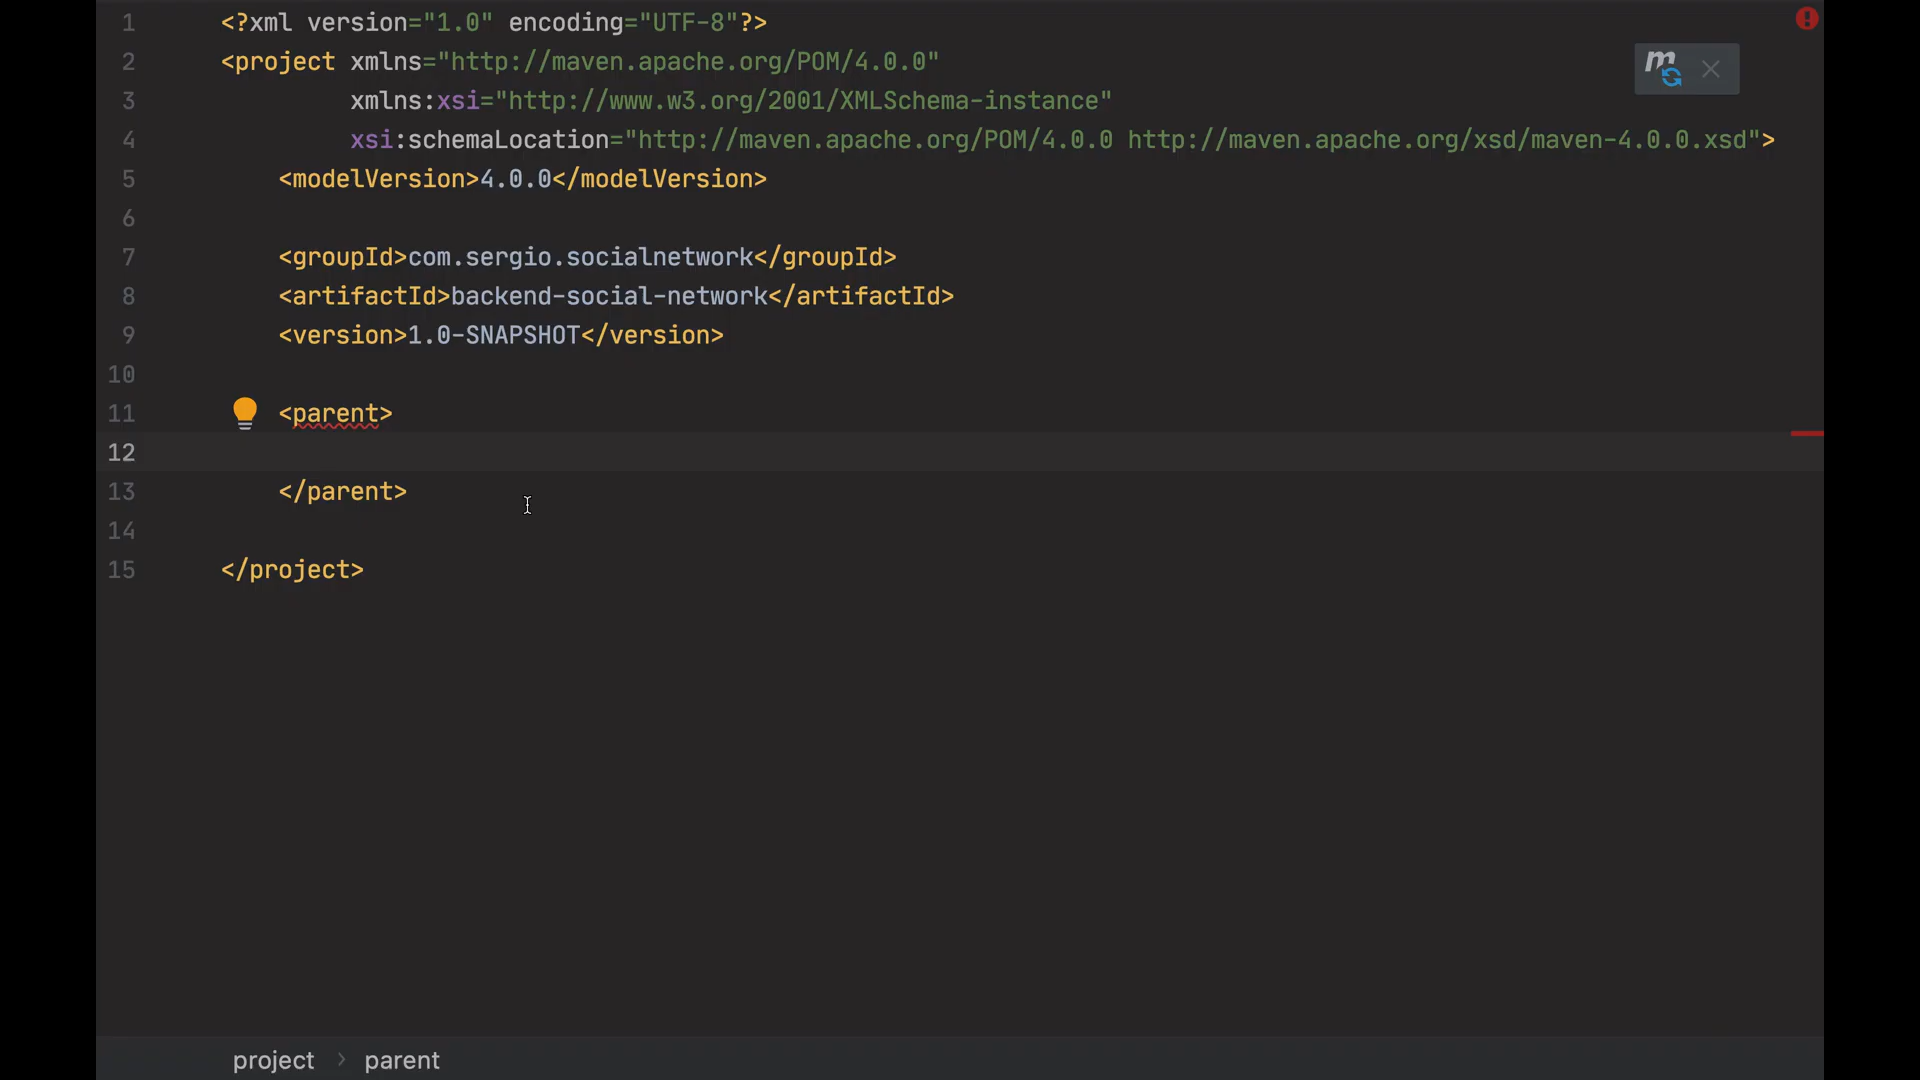 1 <?xml version="1.0" encoding="UTF-8"?>
2 <project xmlns="http://maven.apache.org/POM/4.0.0"
3 xmlns:xsi="http://www.w3.org/2001/XMLSchema-instance"
4 xsi:schemaLocation="http://maven.apache.org/POM/4.0.0 http://maven.apache.org/xsd/maven-4.0.0.xsd">
5 <modelVersion>4.0.0</modelVersion>
6
7 <groupId>com.sergio.socialnetwork</groupId>
8 <artifactId>backend-social-network</artifactId>
9 <version>1.0-SNAPSHOT</version>
10
11 <parent>
12
13 </parent>
14
15 </project>
m
project > parent